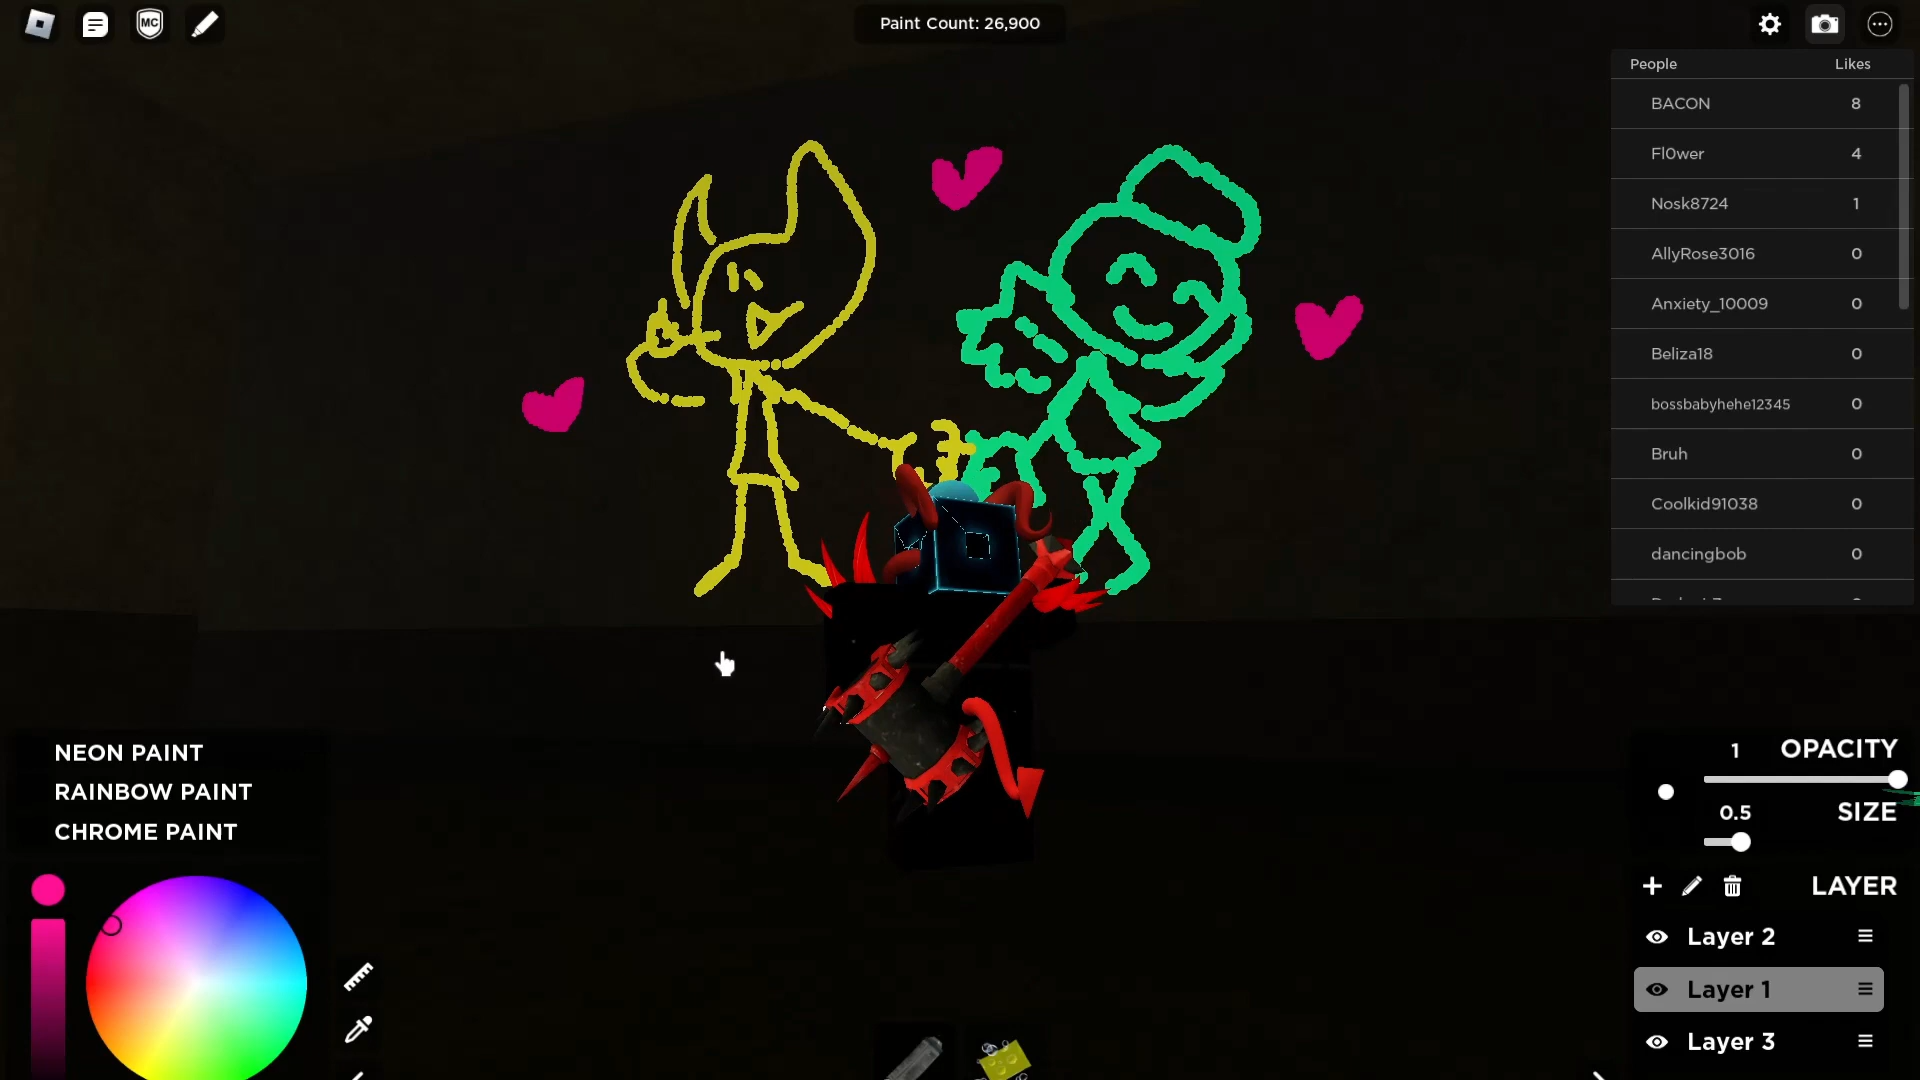 MC
Paint Count: 26,900
People Likes
BACON 8
Fl0wer 4
Nosk8724 1
AllyRose3016 0
Anxiety_10009 0
Beliza18 0
bossbabyhehe12345 0
Bruh 0
Coolkid91038 0
dancingbob 0
NEON PAINT
RAINBOW PAINT
CHROME PAINT
1 OPACITY
0.5 SIZE
LAYER
Layer 2
Layer 1
Layer 3